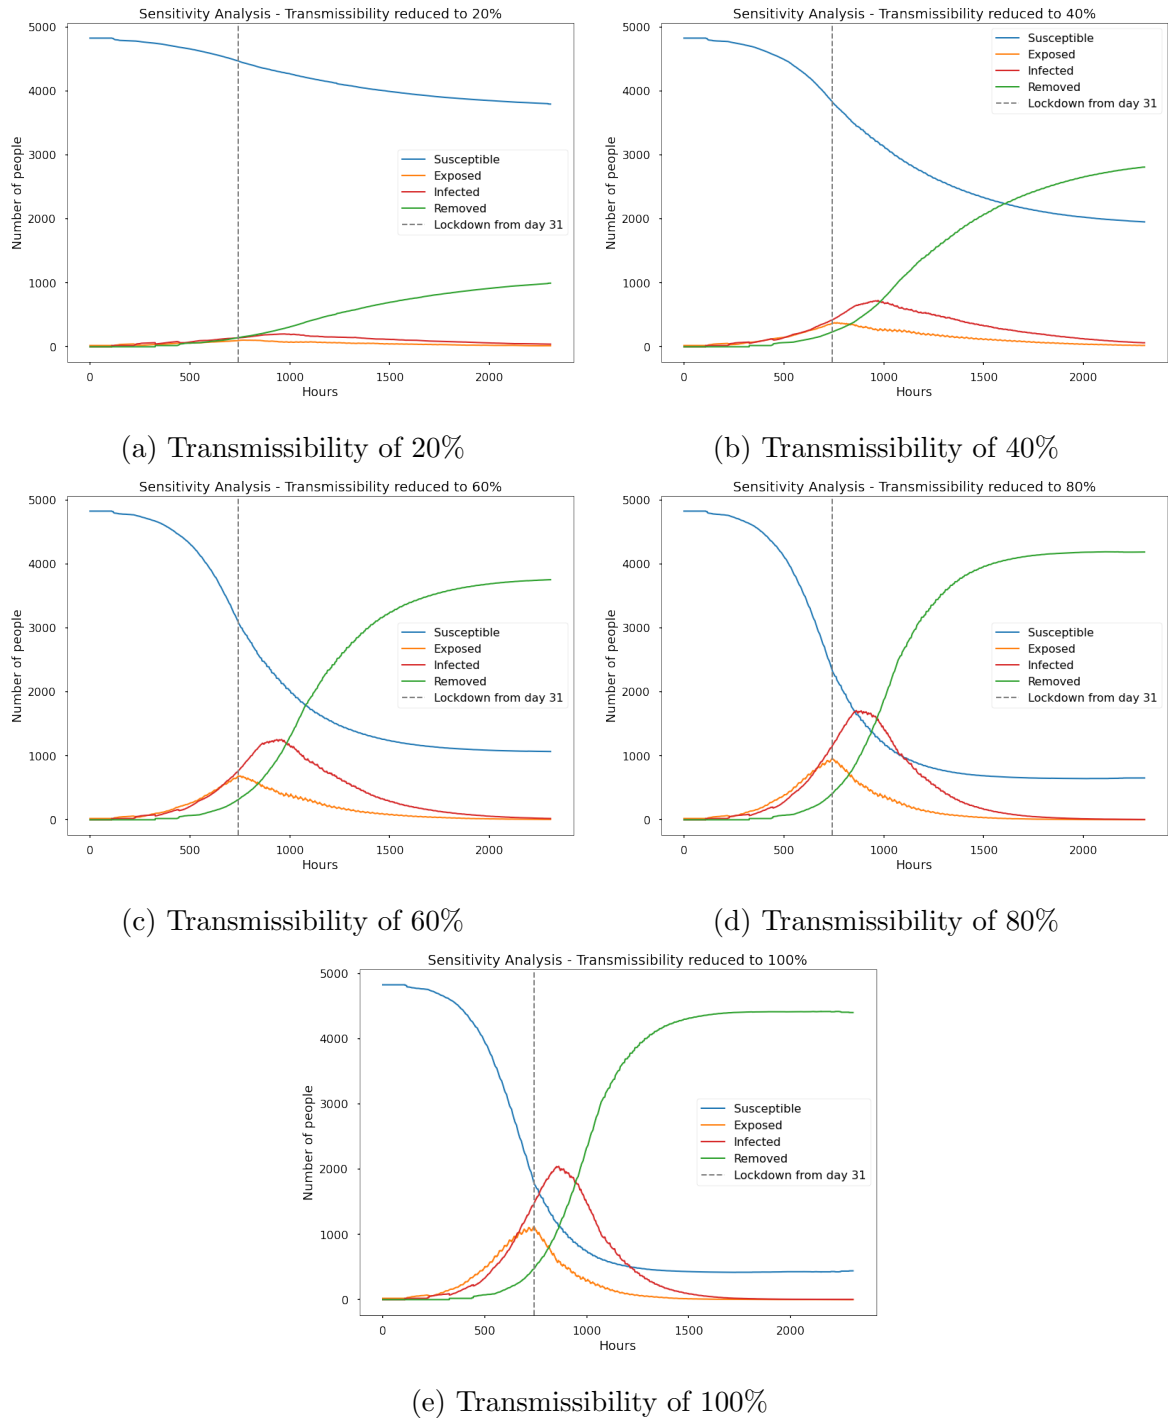 Sensitivity Analysis - Transmissibility reduced to 20%
5000
4000
3000
2000
1000
0
Number of people
Susceptible
Exposed
Infected
Removed
Lockdown from day 31
0 500 1000 1500 2000
Hours
(a) Transmissibility of 20%
Sensitivity Analysis - Transmissibility reduced to 40%
5000
4000
3000
2000
1000
0
Number of people
Susceptible
Exposed
Infected
Removed
Lockdown from day 31
0 500 1000 1500 2000
Hours
(b) Transmissibility of 40%
Sensitivity Analysis - Transmissibility reduced to 60%
5000
4000
3000
2000
1000
0
Number of people
Susceptible
Exposed
Infected
Removed
Lockdown from day 31
0 500 1000 1500 2000
Hours
(c) Transmissibility of 60%
Sensitivity Analysis - Transmissibility reduced to 80%
5000
4000
3000
2000
1000
0
Number of people
Susceptible
Exposed
Infected
Removed
Lockdown from day 31
0 500 1000 1500 2000
Hours
(d) Transmissibility of 80%
Sensitivity Analysis - Transmissibility reduced to 100%
5000
4000
3000
2000
1000
0
Number of people
Susceptible
Exposed
Infected
Removed
Lockdown from day 31
0 500 1000 1500 2000
Hours
(e) Transmissibility of 100%